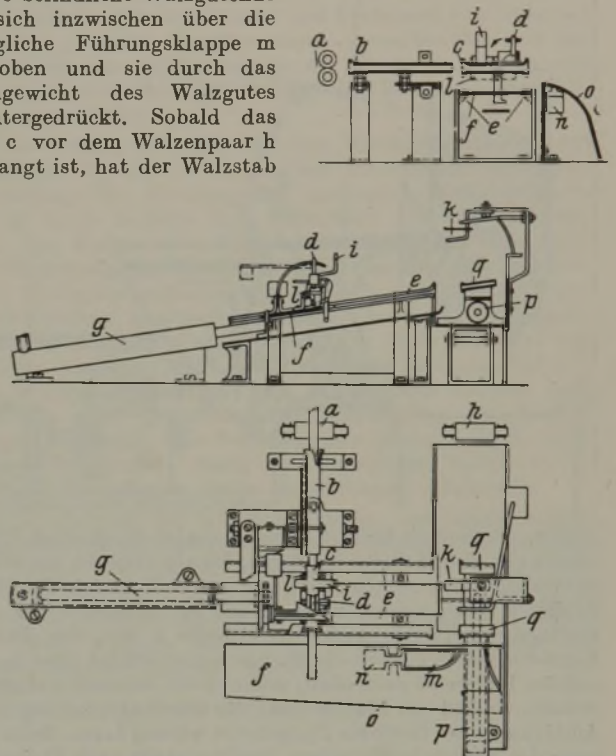 sich inzwischen über die
gliche Führungsklappe m
oben und sie durch das
gewicht des Walzgutes
tergedrückt. Sobald das
c vor dem Walzenpaar h
angt ist, hat der Walzstab
i d
a b c
l o
n
f e
k
d i
q
l e
p
g
f
a h
b
c
g k q
l i
d
e q
n m
f
o p